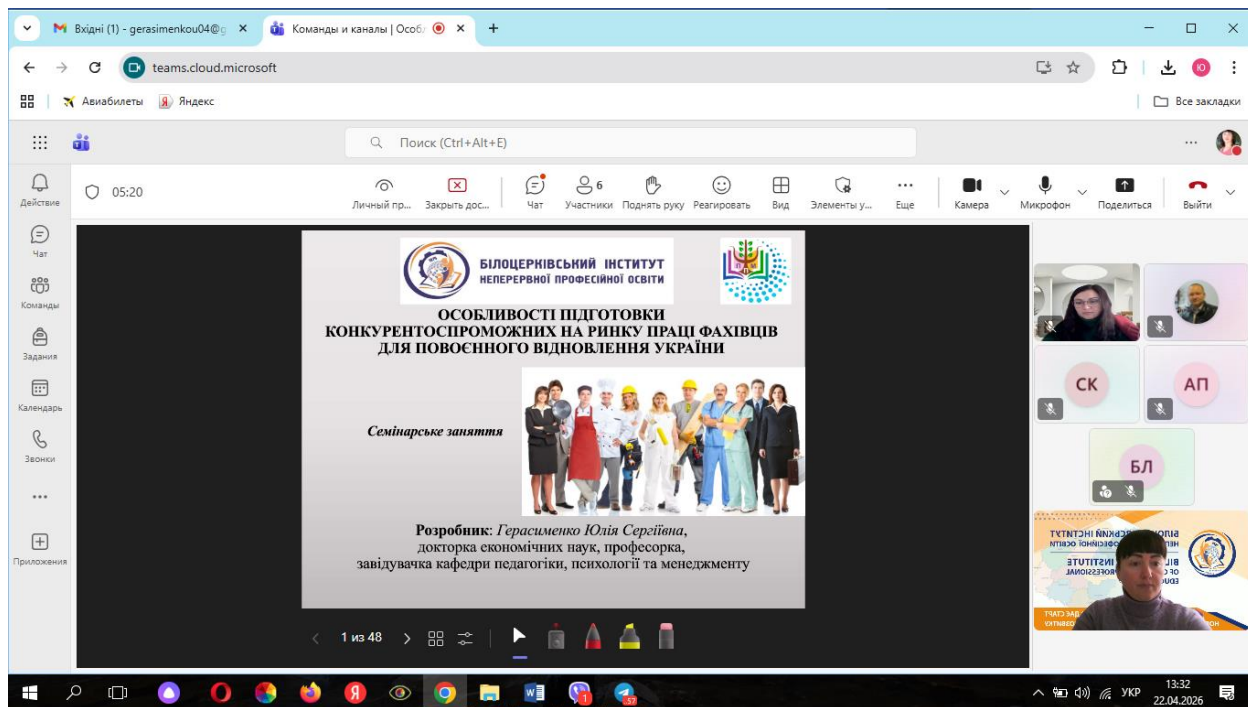 Вхідні (1) - gerasimenkou04@g
Команды и каналы | Особ
teams.cloud.microsoft
Ю
Авиабилеты
Яндекс
Все закладки
Поиск (Ctrl+Alt+E)
05:20
Личный пр...
Закрыть дос...
Чат
6
Участники
Поднять руку
Реагировать
Вид
Элементы у...
Еще
Камера
Микрофон
Поделиться
Выйти
Действие
Чат
Команды
Задания
Календарь
Звонки
Приложения
БІЛОЦЕРКІВСЬКИЙ ІНСТИТУТ
НЕПЕРЕРВНОЇ ПРОФЕСІЙНОЇ ОСВІТИ
ОСОБЛИВОСТІ ПІДГОТОВКИ
КОНКУРЕНТОСПРОМОЖНИХ НА РИНКУ ПРАЦІ ФАХІВЦІВ
ДЛЯ ПОВОЄННОГО ВІДНОВЛЕННЯ УКРАЇНИ
Семінарське заняття
Розробник: Герасименко Юлія Сергіївна,
докторка економічних наук, професорка,
завідувачка кафедри педагогіки, психології та менеджменту
1 из 48
СК
АП
БЛ
УКР
13:32
22.04.2026